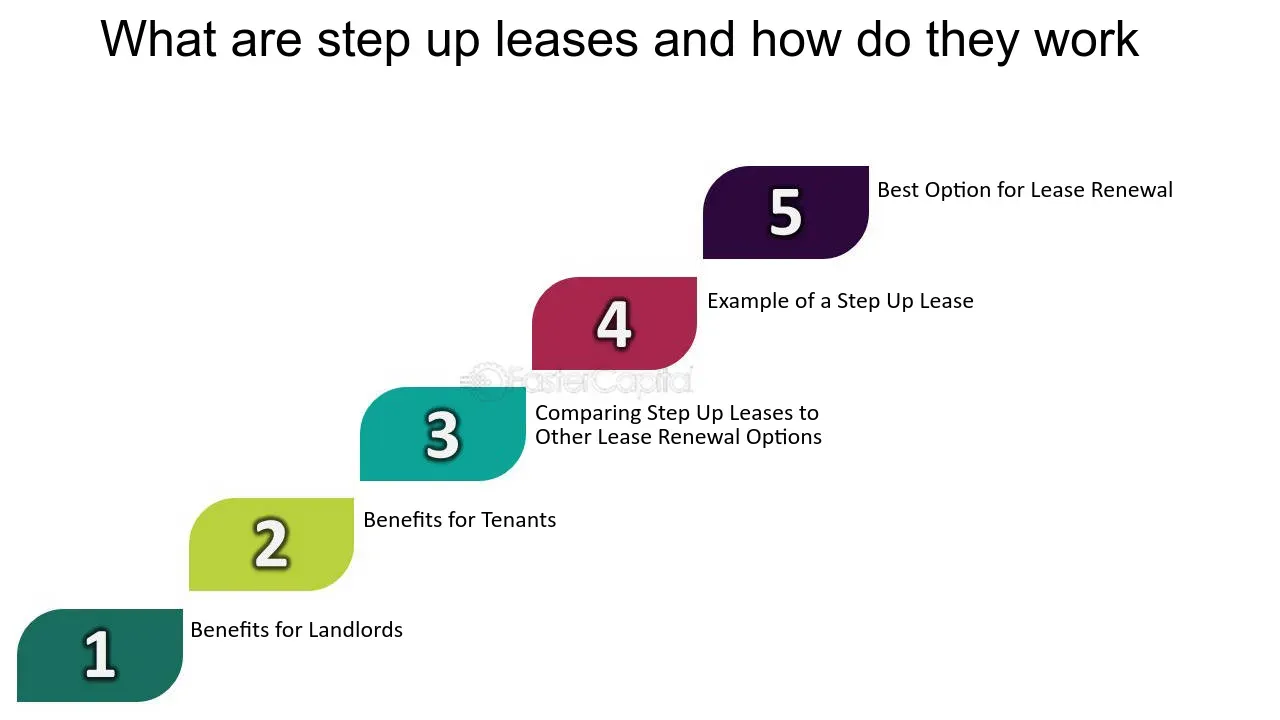 What are step up leases and how do they work
5
Best Option for Lease Renewal
4
Example of a Step Up Lease
FasterCapital
3
Comparing Step Up Leases to
Other Lease Renewal Options
2
Benefits for Tenants
1
Benefits for Landlords